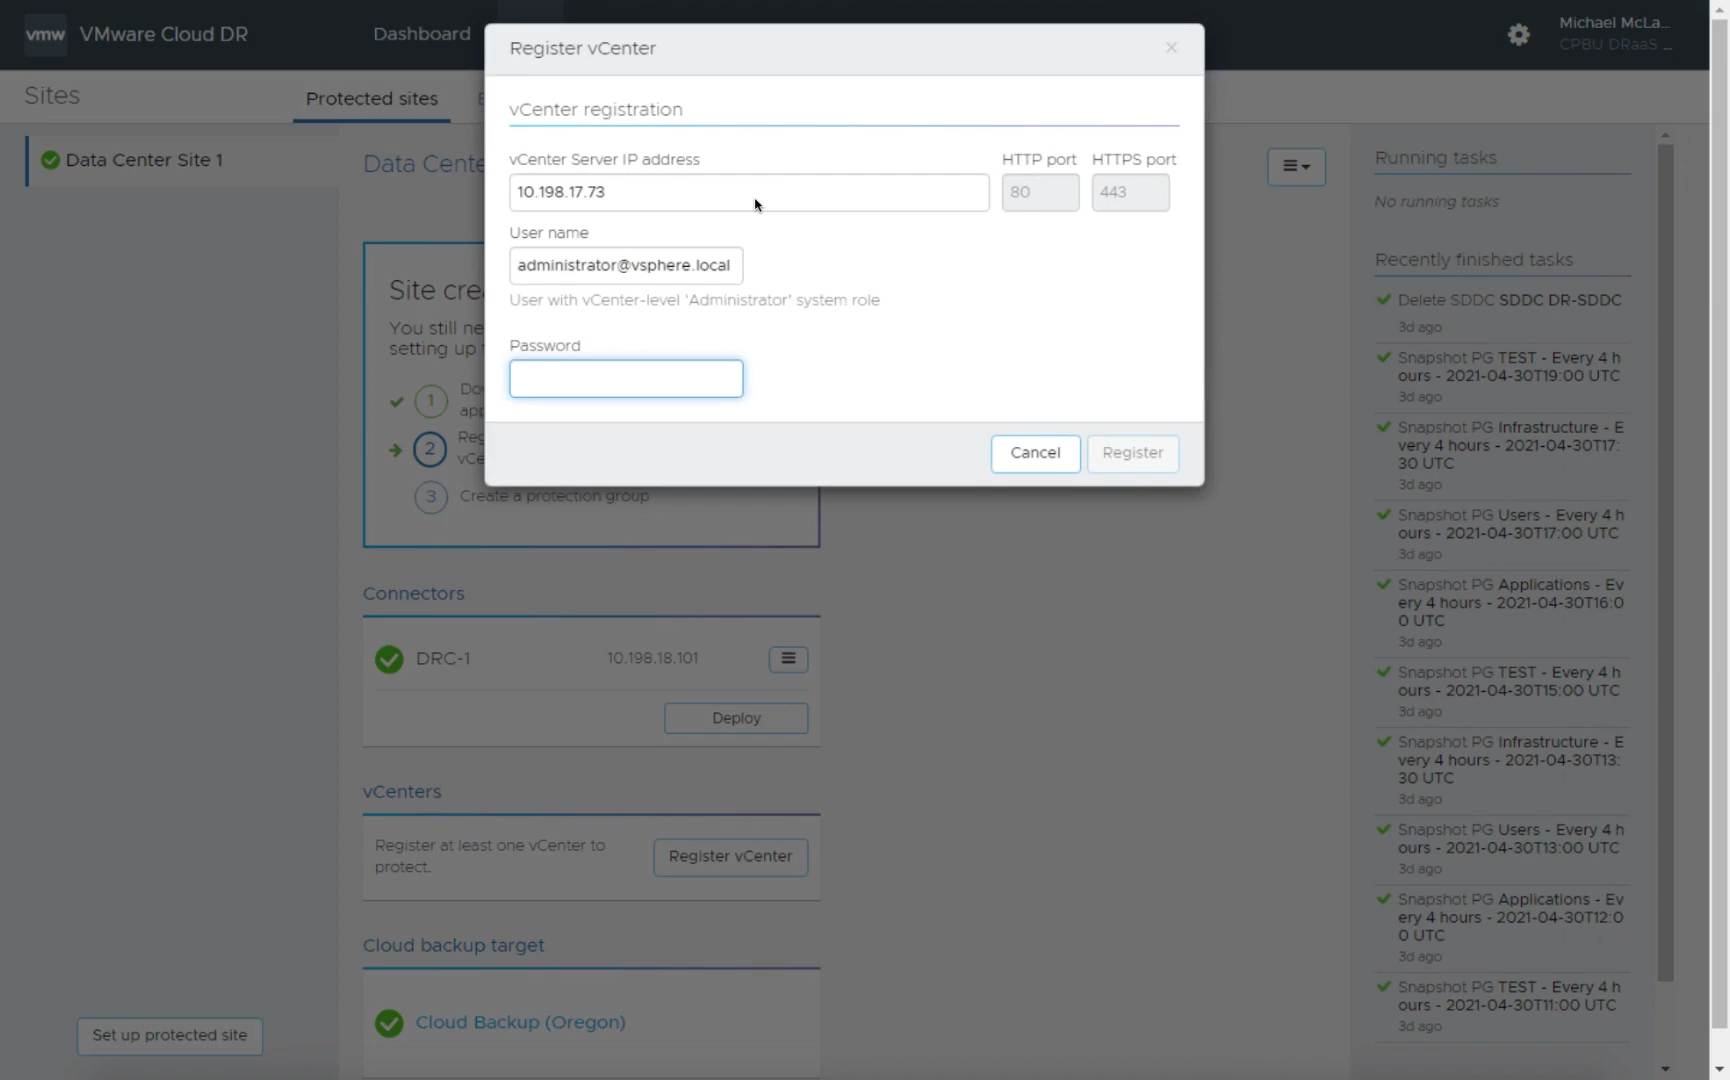 vmw VMware Cloud DR
Dashboard
Michael McLa...
CPBU DRaaS ...
Sites
Protected sites
Data Center Site 1
Register vCenter
vCenter registration
vCenter Server IP address
HTTP port
HTTPS port
10.198.17.73
80
443
User name
administrator@vsphere.local
User with vCenter-level 'Administrator' system role
Password
Cancel
Register
Data Cente
Site cre
You still ne
setting up
1
Do
app
2
Reg
vCe
3
Create a protection group
Connectors
DRC-1
10.198.18.101
Deploy
vCenters
Register at least one vCenter to
protect.
Register vCenter
Cloud backup target
Cloud Backup (Oregon)
Set up protected site
Running tasks
No running tasks
Recently finished tasks
Delete SDDC SDDC DR-SDDC
3d ago
Snapshot PG TEST - Every 4 h
ours - 2021-04-30T19:00 UTC
3d ago
Snapshot PG Infrastructure - E
very 4 hours - 2021-04-30T17:
30 UTC
3d ago
Snapshot PG Users - Every 4 h
ours - 2021-04-30T17:00 UTC
3d ago
Snapshot PG Applications - Ev
ery 4 hours - 2021-04-30T16:0
0 UTC
3d ago
Snapshot PG TEST - Every 4 h
ours - 2021-04-30T15:00 UTC
3d ago
Snapshot PG Infrastructure - E
very 4 hours - 2021-04-30T13:
30 UTC
3d ago
Snapshot PG Users - Every 4 h
ours - 2021-04-30T13:00 UTC
3d ago
Snapshot PG Applications - Ev
ery 4 hours - 2021-04-30T12:0
0 UTC
3d ago
Snapshot PG TEST - Every 4 h
ours - 2021-04-30T11:00 UTC
3d ago